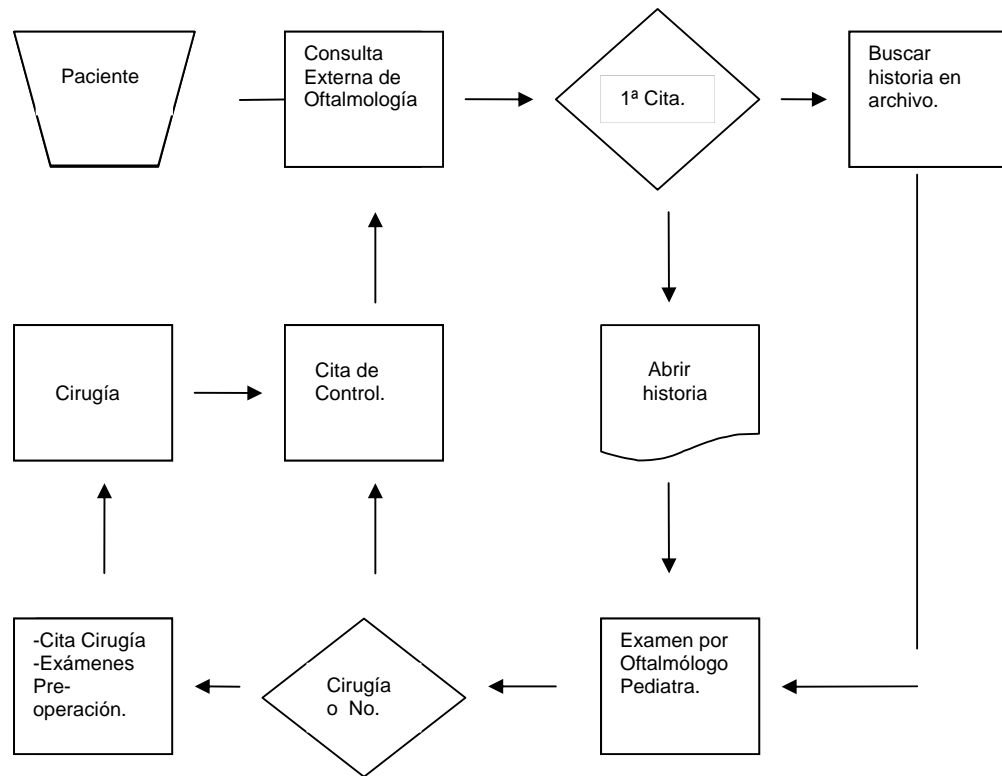 Paciente
Consulta
Externa de
Oftalmología
1ª Cita.
Buscar
historia en
archivo.
Cirugía
Cita de
Control.
Abrir
historia
-Cita Cirugía
-Exámenes
Pre-
operación.
Cirugía
o No.
Examen por
Oftalmólogo
Pediatra.